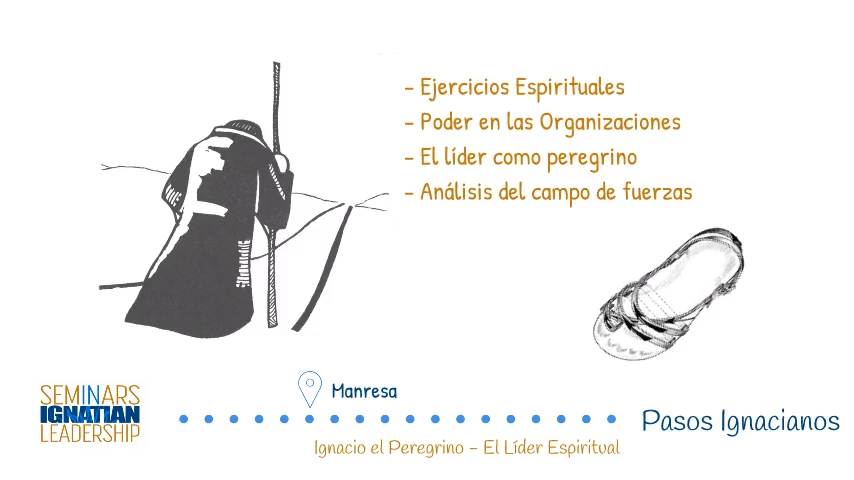 - Ejercicios Espirituales
- Poder en las Organizaciones
- El líder como peregrino
- Análisis del campo de fuerzas
SEMINARS
IGNATIAN
LEADERSHIP
Manresa
Pasos Ignacianos
Ignacio el Peregrino - El Líder Espiritual